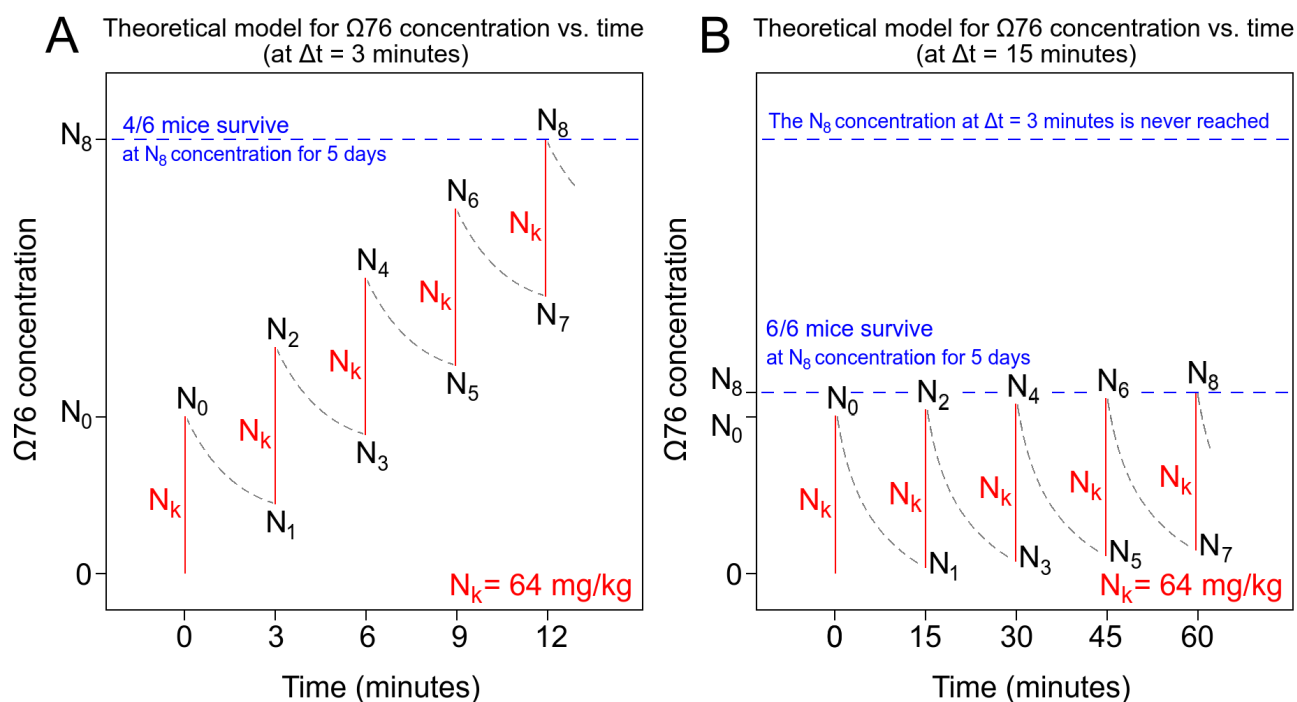 A
Theoretical model for Ω76 concentration vs. time
(at Δt = 3 minutes)
Ω76 concentration
N₈
N₀
0
4/6 mice survive
at N₈ concentration for 5 days
N₀
N₁
N₂
N₃
N₄
N₅
N₆
N₇
N₈
Nₖ
Nₖ
Nₖ
Nₖ
Nₖ
Nₖ= 64 mg/kg
0
3
6
9
12
Time (minutes)
B
Theoretical model for Ω76 concentration vs. time
(at Δt = 15 minutes)
Ω76 concentration
N₈
N₀
0
The N₈ concentration at Δt = 3 minutes is never reached
6/6 mice survive
at N₈ concentration for 5 days
N₀
N₁
N₂
N₃
N₄
N₅
N₆
N₇
N₈
Nₖ
Nₖ
Nₖ
Nₖ
Nₖ
Nₖ= 64 mg/kg
0
15
30
45
60
Time (minutes)